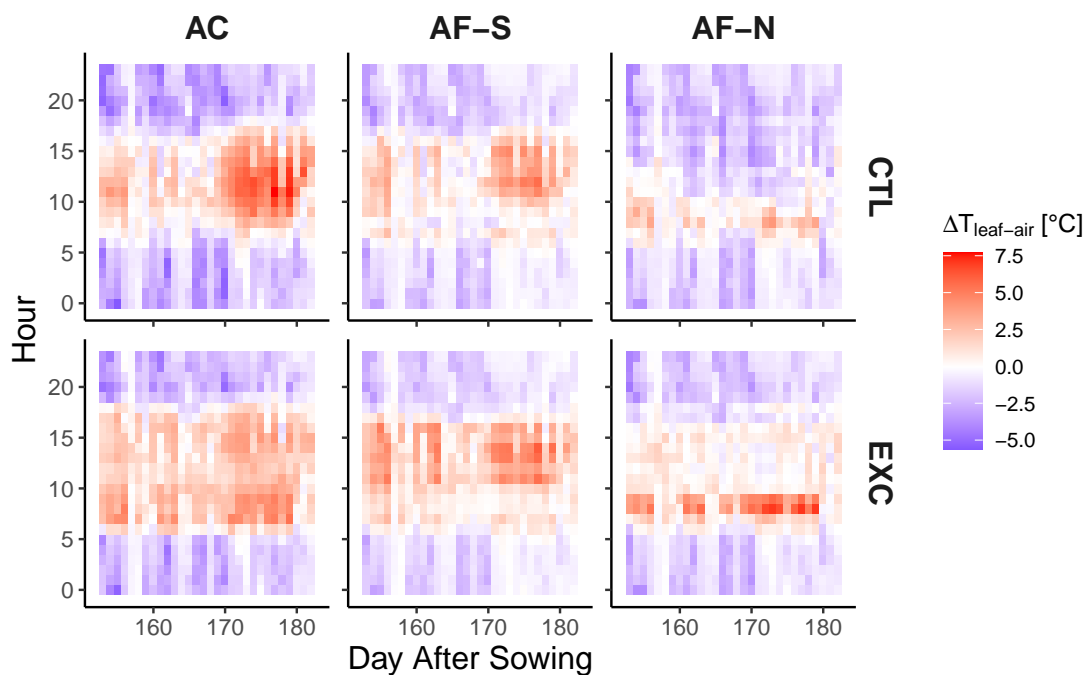 AC AF−S AF−N
20
15
10
5
0
CTL
20
15
10
5
0
EXC
160 170 180 160 170 180 160 170 180
Hour
Day After Sowing
ΔTleaf−air [°C]
7.5
5.0
2.5
0.0
−2.5
−5.0